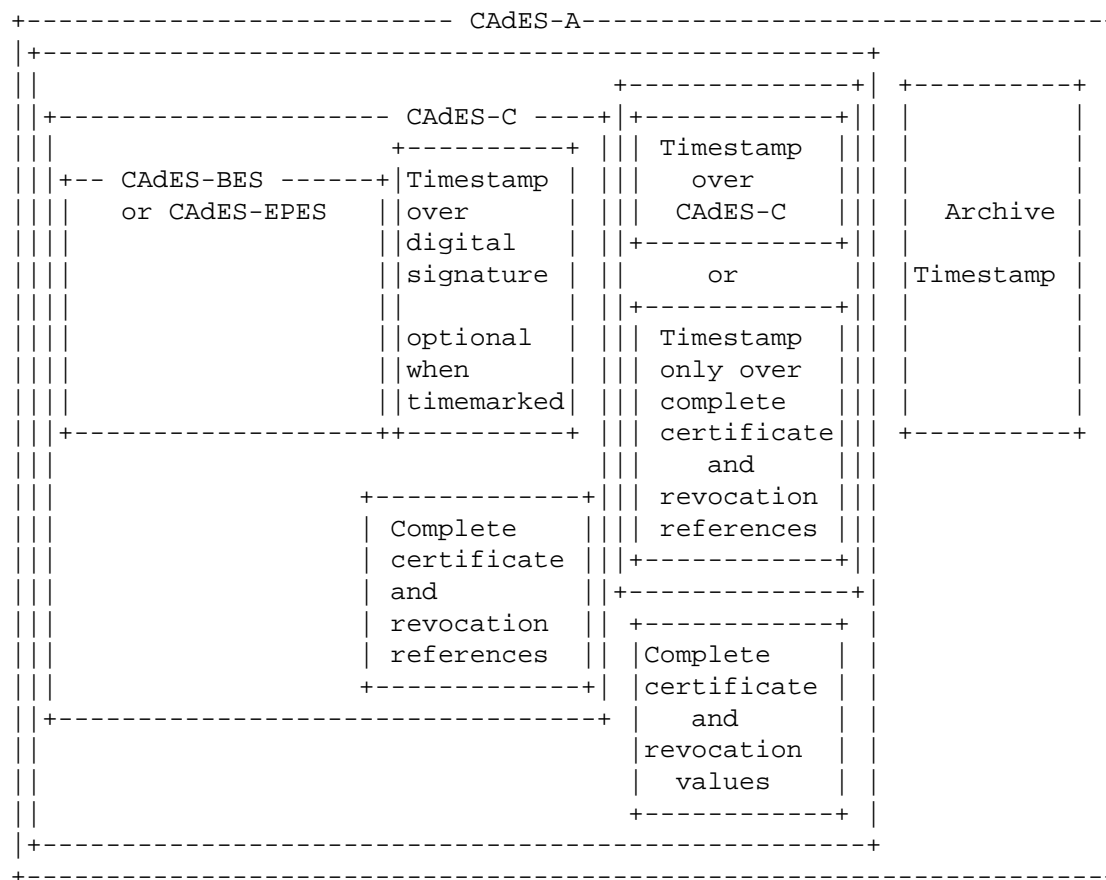 CAdES-A
CAdES-C
CAdES-BES
or CAdES-EPES
Timestamp
over
digital
signature
optional
when
timemarked
Complete
certificate
and
revocation
references
Timestamp
over
CAdES-C
or
Timestamp
only over
complete
certificate
and
revocation
references
Complete
certificate
and
revocation
values
Archive
Timestamp